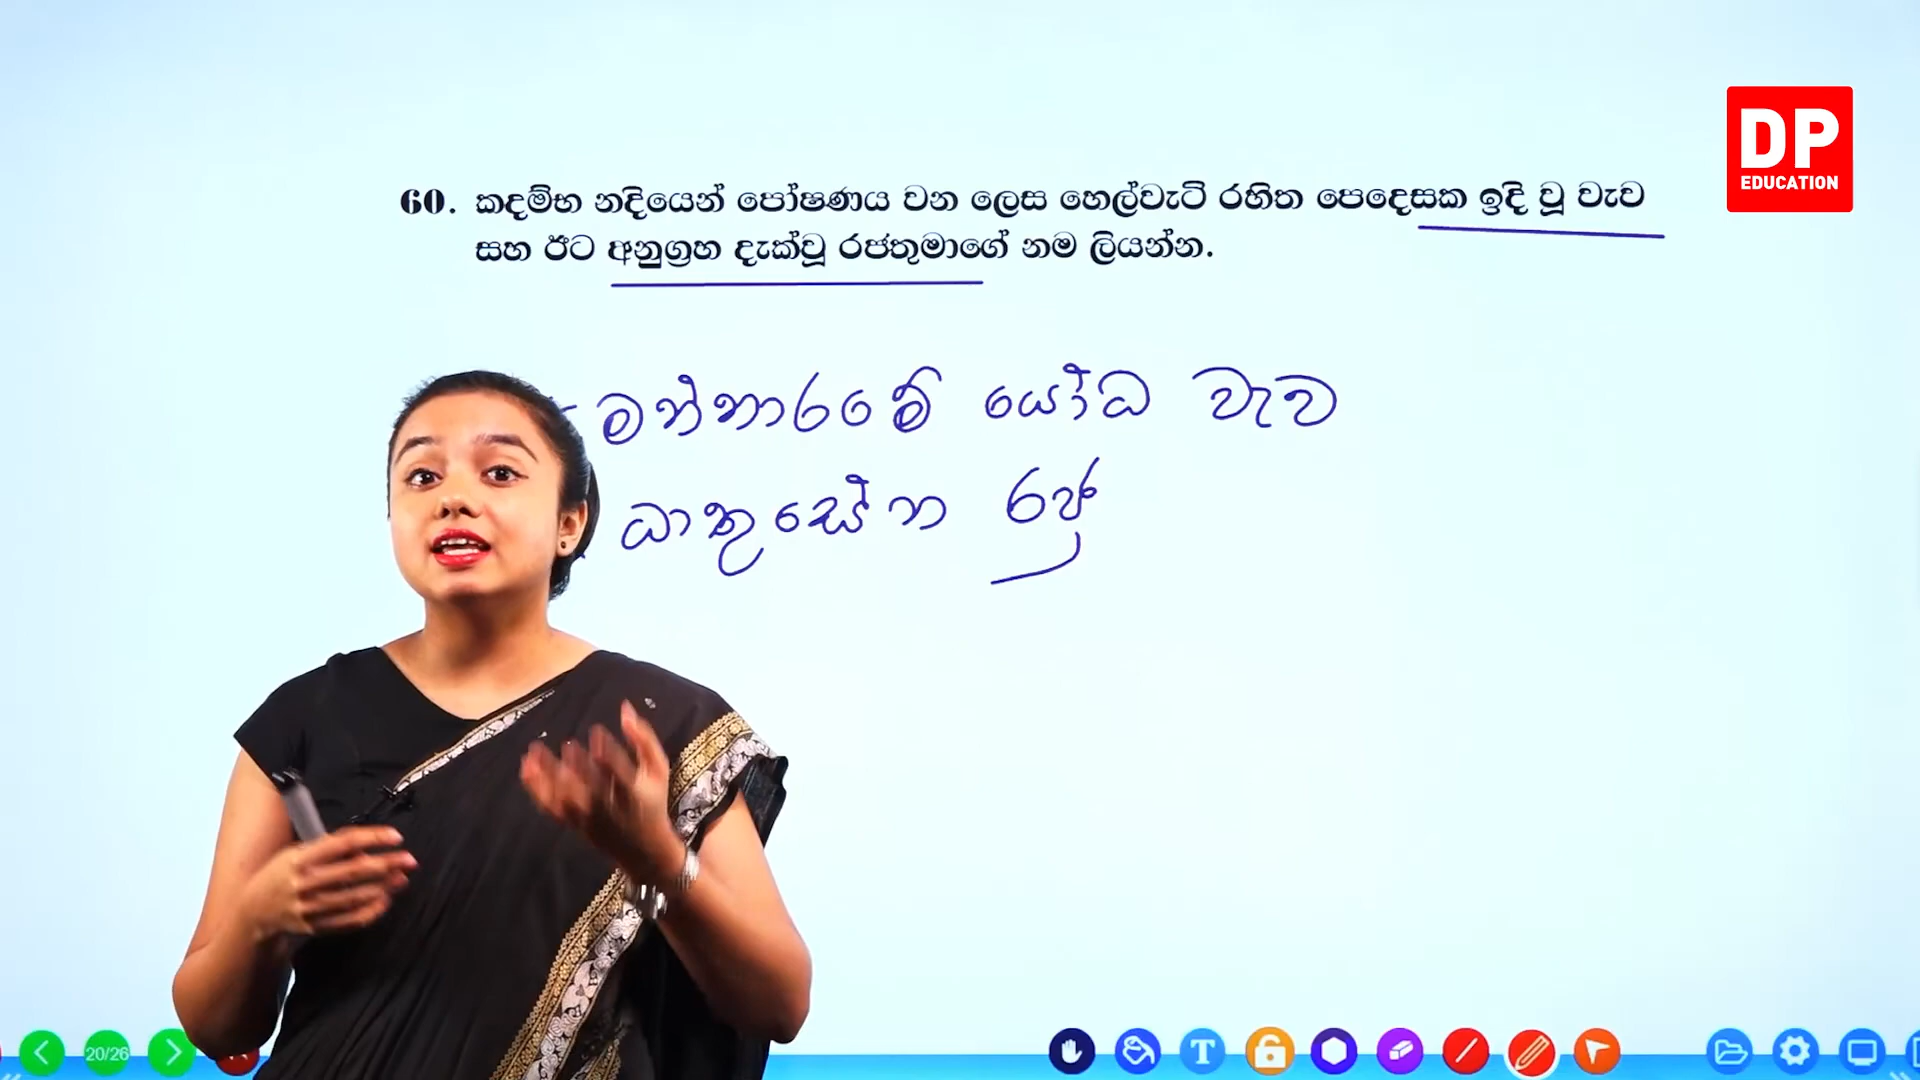 DP
EDUCATION
60. කදම්භ නදියෙන් පෝෂණය වන ලෙස හෙල්වැටි රහිත පෙදෙසක ඉදි වූ වැව
සහ ඊට අනුග්‍රහ දැක්වූ රජතුමාගේ නම ලියන්න.
මන්නාරමේ යෝධ වැව
ධාතුසේන රජු
20/26
T